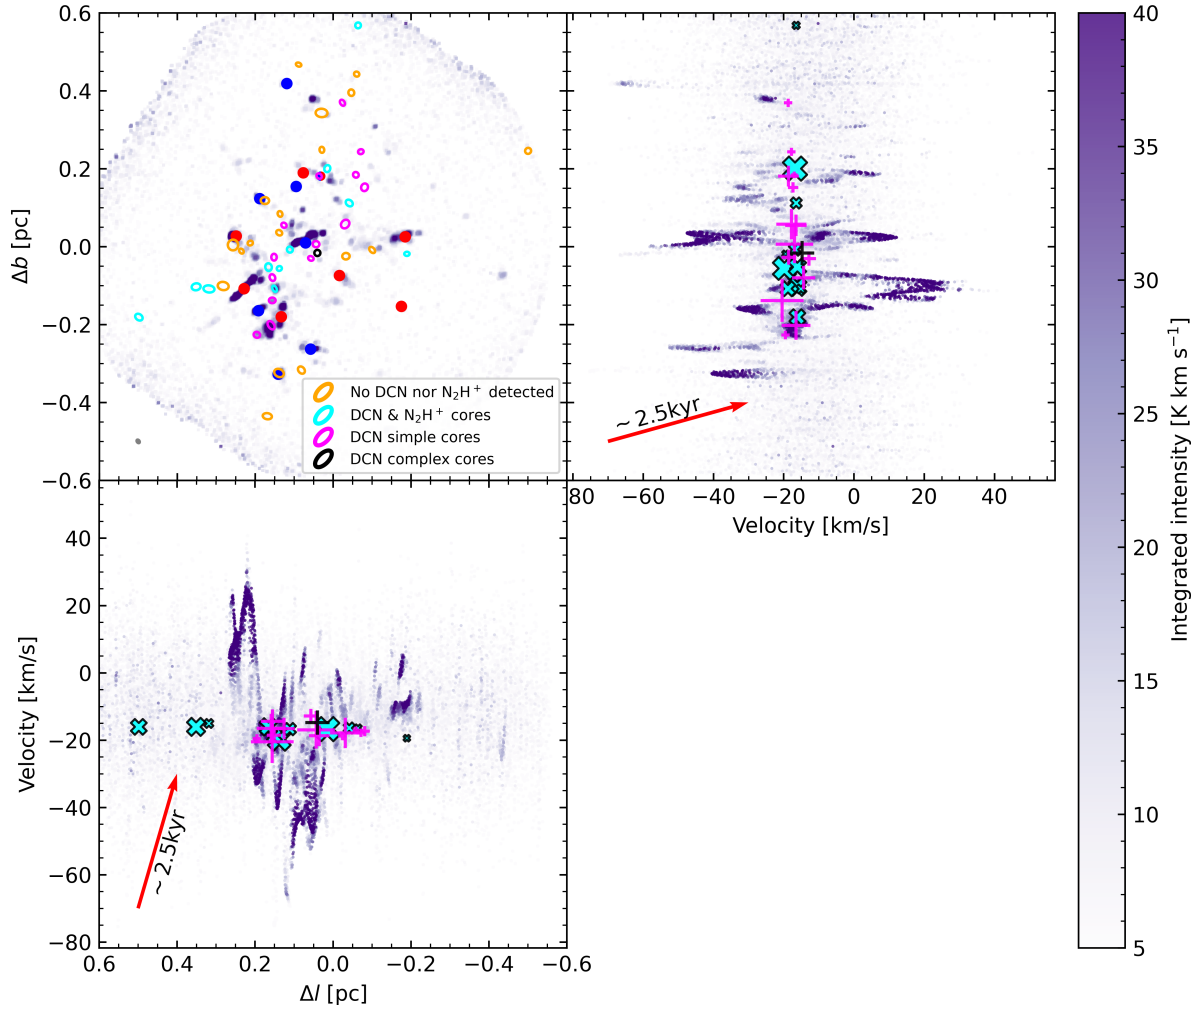 0.6
0.4
0.2
0.0
−0.2
−0.4
−0.6
Δb [pc]
No DCN nor N₂H⁺ detected
DCN & N₂H⁺ cores
DCN simple cores
DCN complex cores
~ 2.5kyr
80 −60 −40 −20 0 20 40
Velocity [km/s]
40
35
30
25
20
15
10
5
Integrated intensity [K km s⁻¹]
40
20
0
−20
−40
−60
−80
Velocity [km/s]
~ 2.5kyr
0.6 0.4 0.2 0.0 −0.2 −0.4 −0.6
Δl [pc]